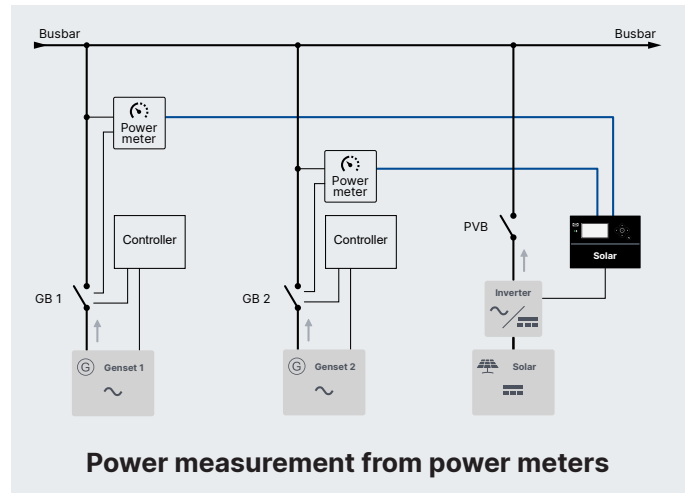 Busbar
Busbar
Power
meter
Power
meter
Controller
Controller
PVB
Solar
GB 1
GB 2
Inverter
G
Genset 1
G
Genset 2
Solar
Power measurement from power meters